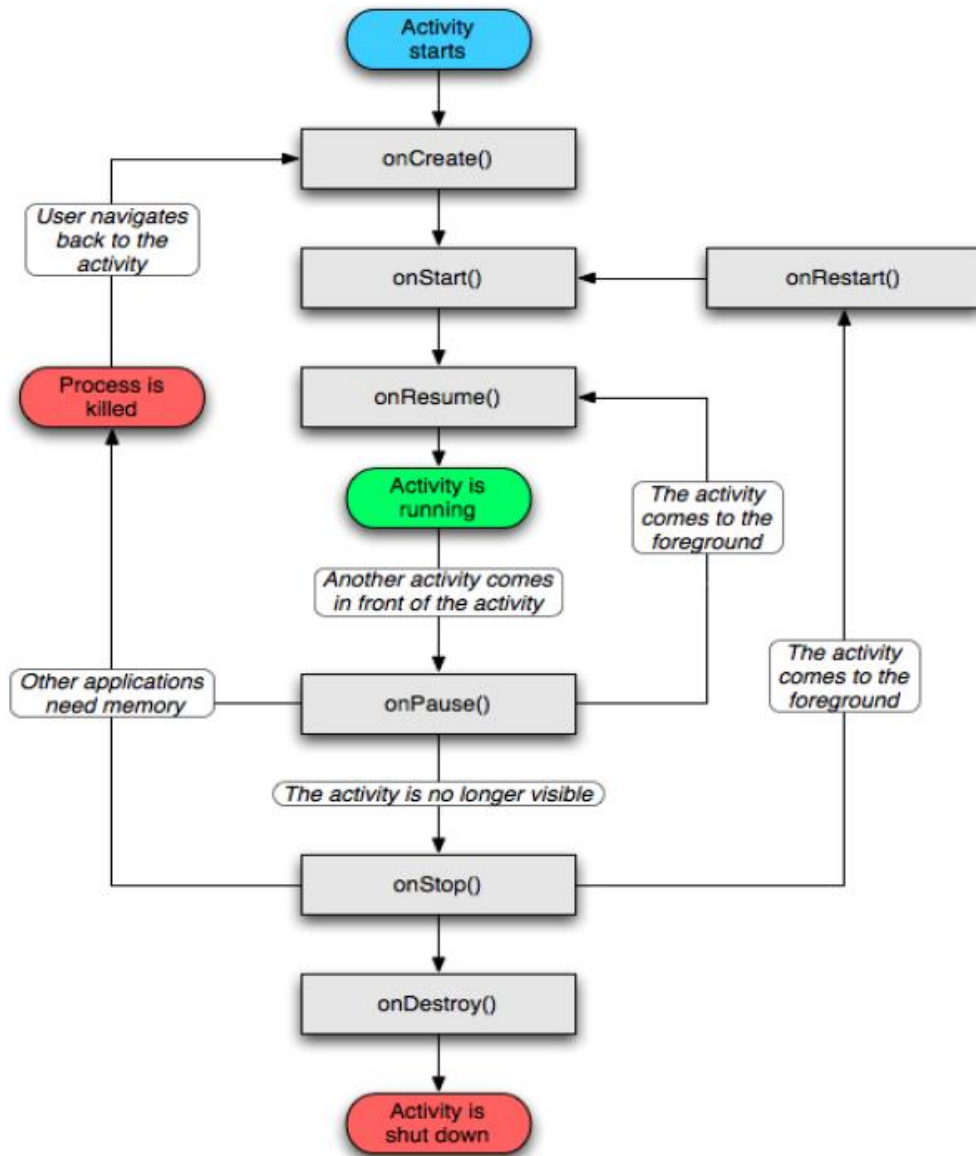 Activity
starts
onCreate()
User navigates
back to the
activity
onStart()
onRestart()
Process is
killed
onResume()
Activity is
running
The activity
comes to the
foreground
Another activity comes
in front of the activity
Other applications
need memory
onPause()
The activity
comes to the
foreground
The activity is no longer visible
onStop()
onDestroy()
Activity is
shut down